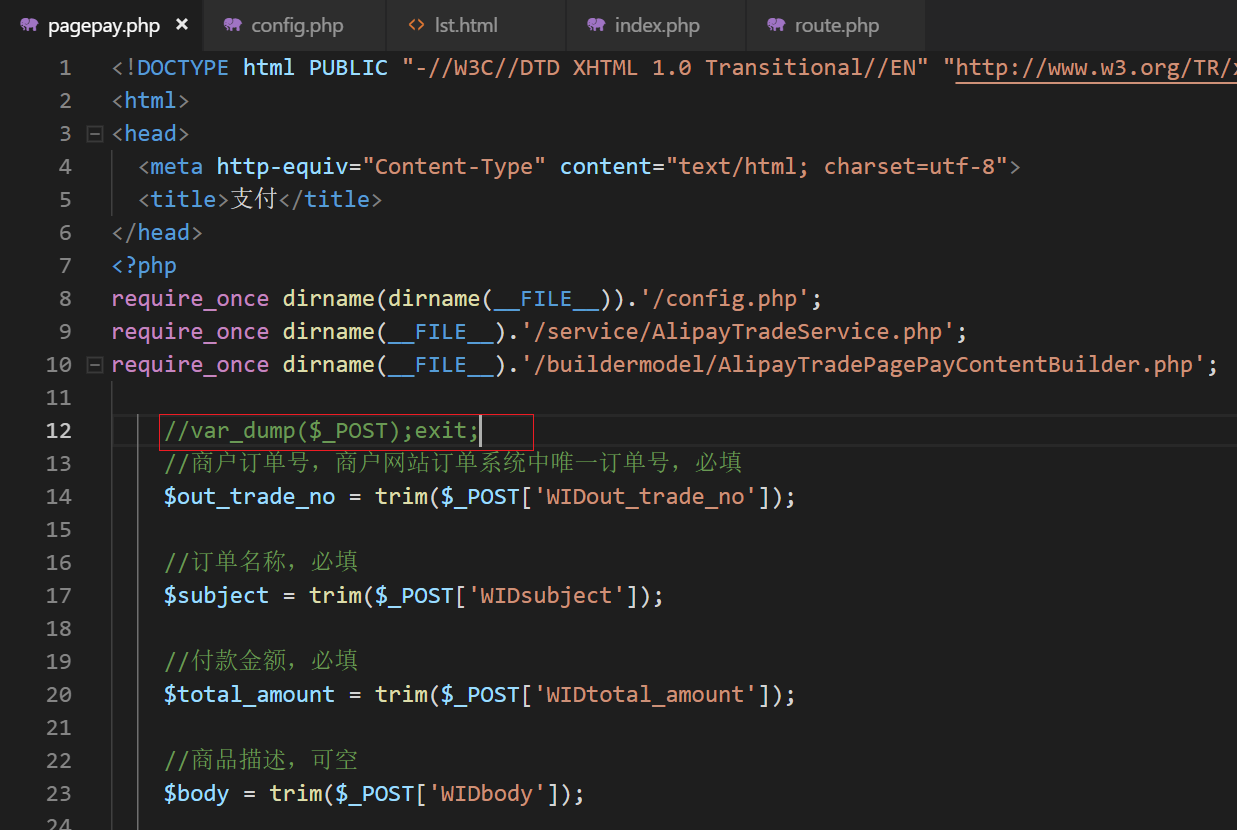 pagepay.php × config.php <> lst.html index.php route.php
1 <!DOCTYPE html PUBLIC "-//W3C//DTD XHTML 1.0 Transitional//EN" "http://www.w3.org/TR/
2 <html>
3 <head>
4 <meta http-equiv="Content-Type" content="text/html; charset=utf-8">
5 <title>支付</title>
6 </head>
7 <?php
8 require_once dirname(dirname(__FILE__)).'/config.php';
9 require_once dirname(__FILE__).'/service/AlipayTradeService.php';
10 require_once dirname(__FILE__).'/buildermodel/AlipayTradePagePayContentBuilder.php';
11
12 //var_dump($_POST);exit;
13 //商户订单号，商户网站订单系统中唯一订单号，必填
14 $out_trade_no = trim($_POST['WIDout_trade_no']);
15
16 //订单名称，必填
17 $subject = trim($_POST['WIDsubject']);
18
19 //付款金额，必填
20 $total_amount = trim($_POST['WIDtotal_amount']);
21
22 //商品描述，可空
23 $body = trim($_POST['WIDbody']);
24